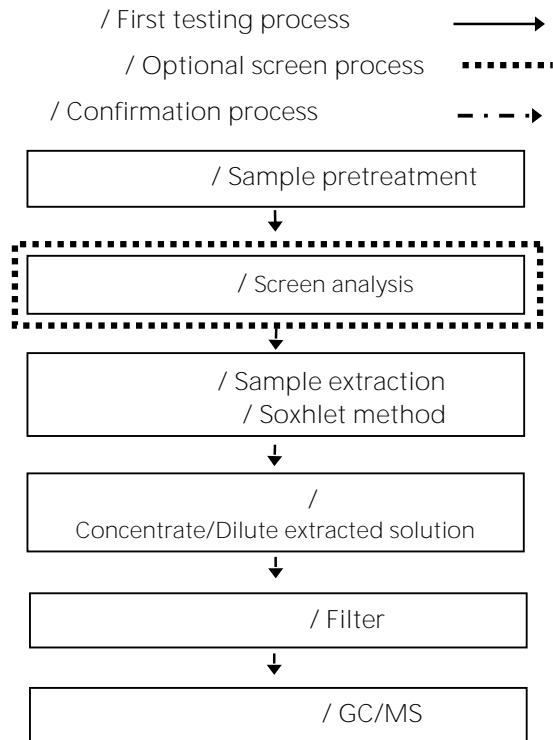 / First testing process
/ Optional screen process
/ Confirmation process
/ Sample pretreatment
/ Screen analysis
/ Sample extraction
/ Soxhlet method
/
Concentrate/Dilute extracted solution
/ Filter
/ GC/MS